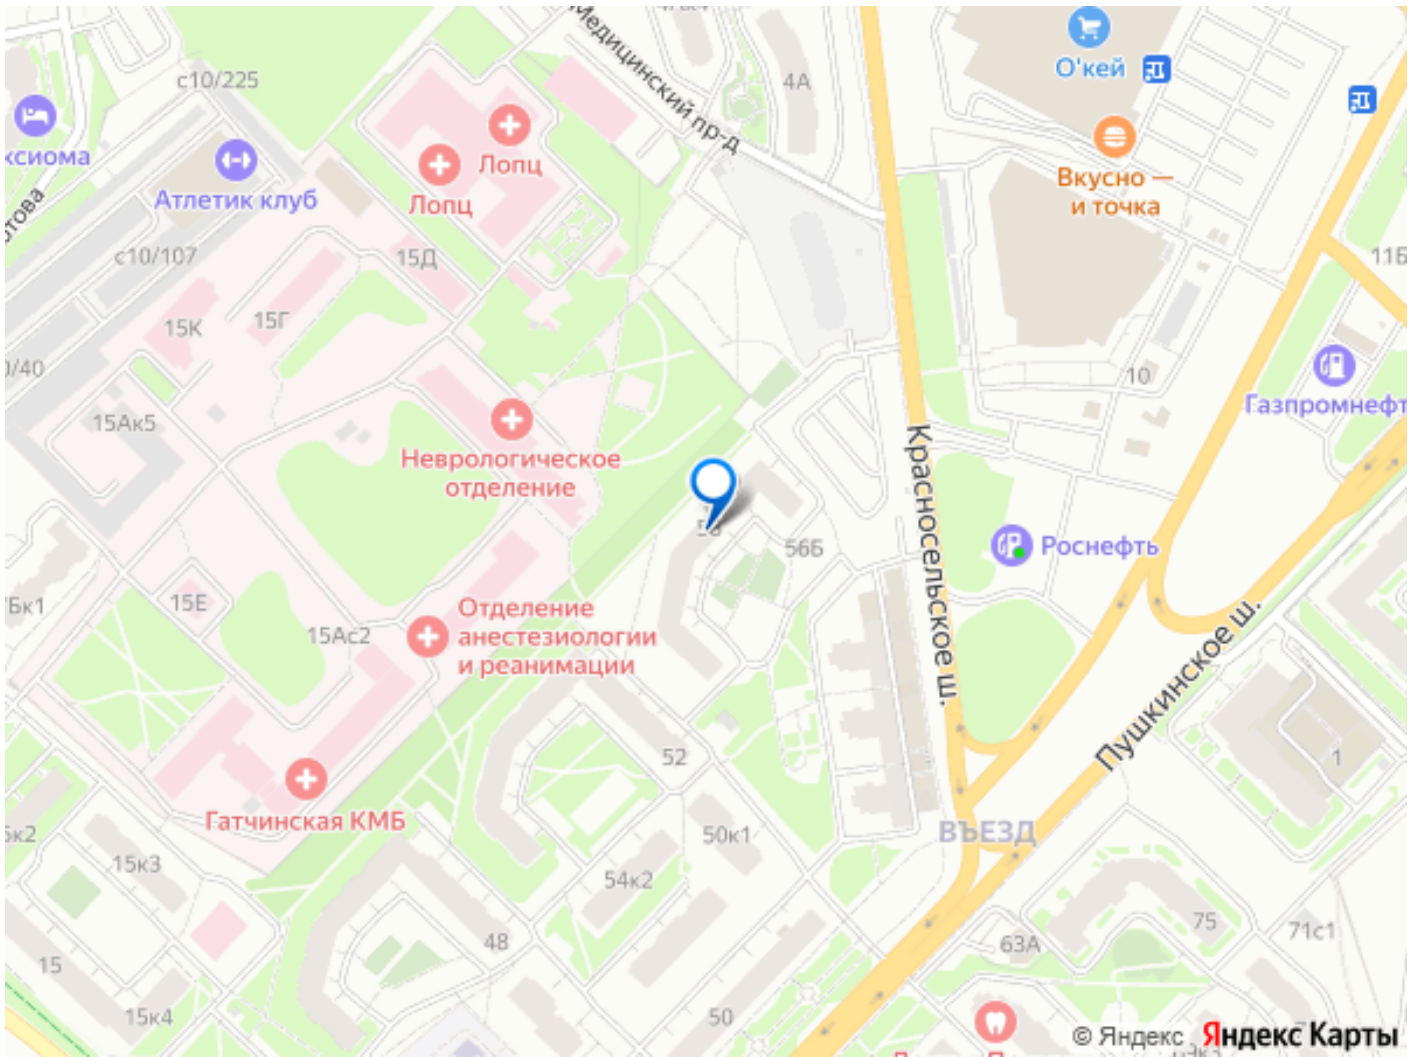 Медицинский пр-д
4А
О'кей
с10/225
Лопц
Лопц
ксиома
Атлетик клуб
Вкусно —
и точка
11Б
с10/107
15Д
15К
15Г
0/40
10
Газпромнефт
15Ак5
Неврологическое
отделение
Красносельское ш.
56Б
Роснефть
15Е
Бк1
15Ас2
Отделение
анестезиологии
и реанимации
Пушкинское ш.
52
1
Гатчинская КМБ
ВЪЕЗД
50к1
15к3
54к2
75
71с1
63А
48
15
15к4
50
© Яндекс Яндекс Карты